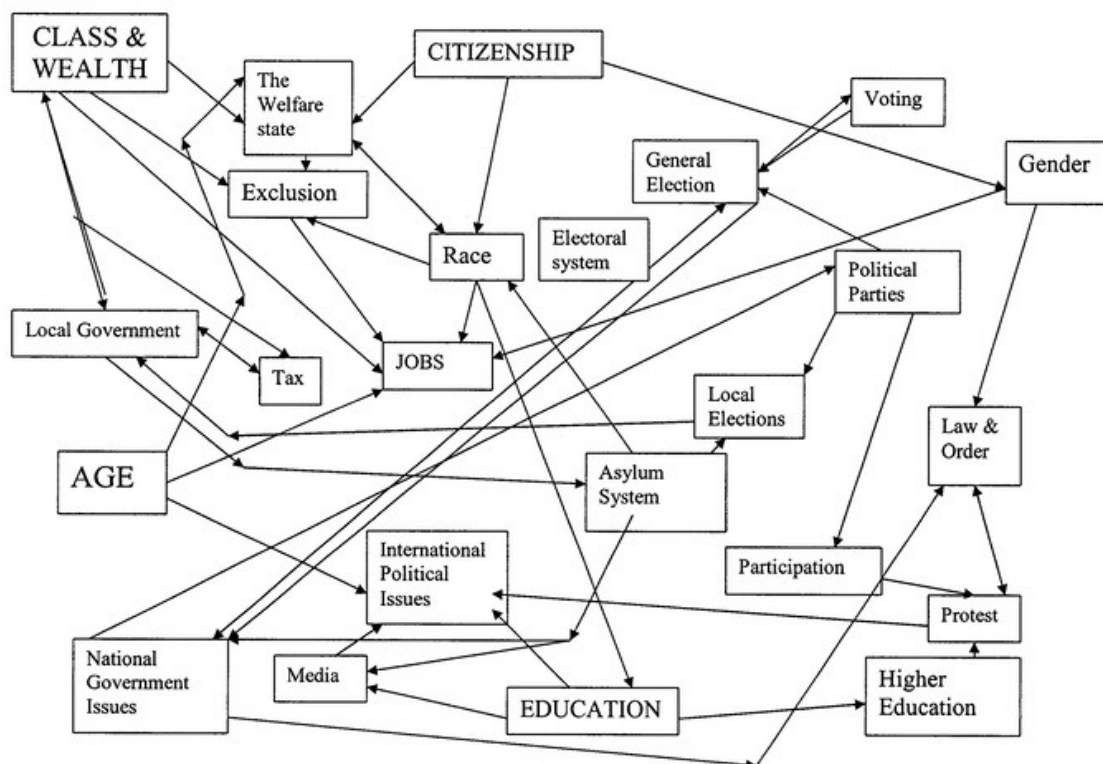 CLASS &
WEALTH
CITIZENSHIP
The
Welfare
state
Voting
General
Election
Gender
Exclusion
Race
Electoral
system
Political
Parties
Local Government
Tax
JOBS
Local
Elections
Law &
Order
AGE
Asylum
System
International
Political
Issues
Participation
Protest
National
Government
Issues
Media
EDUCATION
Higher
Education